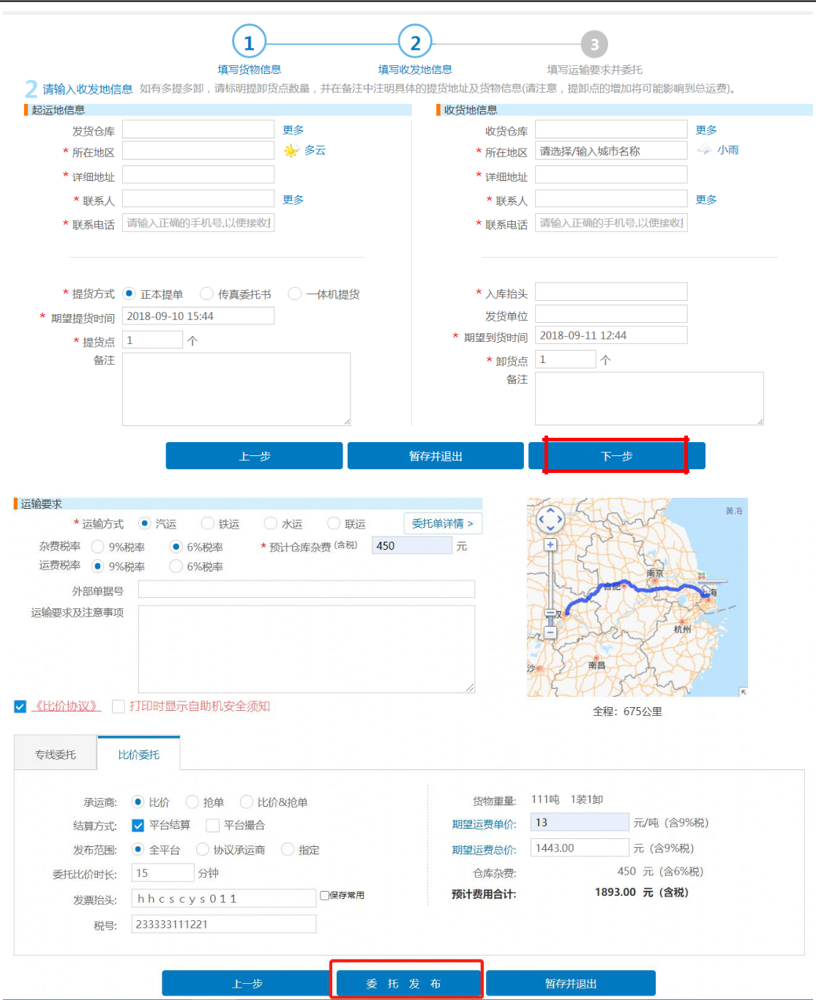 1 2 3
填写货物信息 填写收发地信息 填写运输要求并委托
2 请输入收发地信息 如有多提多卸，请标明提卸货点数量，并在备注中注明具体的提货地址及货物信息(请注意，提卸点的增加将可能影响到总运费)。
起运地信息 收货地信息
发货仓库 更多 收货仓库 更多
* 所在地区 多云 * 所在地区 请选择/输入城市名称 小雨
* 详细地址 * 详细地址
* 联系人 更多 * 联系人 更多
* 联系电话 请输入正确的手机号,以便接收 * 联系电话 请输入正确的手机号,以便接收
* 提货方式 正本提单 传真委托书 一体机提货 * 入库抬头
* 期望提货时间 2018-09-10 15:44 发货单位
* 提货点 1 个 * 期望到货时间 2018-09-11 12:44
备注 * 卸货点 1 个
备注
上一步 暂存并退出 下一步
运输要求
* 运输方式 汽运 铁运 水运 联运 委托单详情 >
杂费税率 9%税率 6%税率 * 预计仓库杂费 (含税) 450 元
运费税率 9%税率 6%税率
外部单据号
运输要求及注意事项
黄海
南京
合肥
上海
汉
杭州
南昌
沙
《比价协议》 打印时显示自助机安全须知
全程：675公里
专线委托 比价委托
承运商: 比价 抢单 比价&抢单 货物重量: 111吨 1装1卸
结算方式: 平台结算 平台撮合 期望运费单价: 13 元/吨 (含9%税)
发布范围: 全平台 协议承运商 指定 期望运费总价: 1443.00 元 (含9%税)
委托比价时长: 15 分钟 仓库杂费: 450 元 (含6%税)
发票抬头: hhcscys011 保存常用 预计费用合计: 1893.00 元 (含税)
税号: 233333111221
上一步 委 托 发 布 暂存并退出